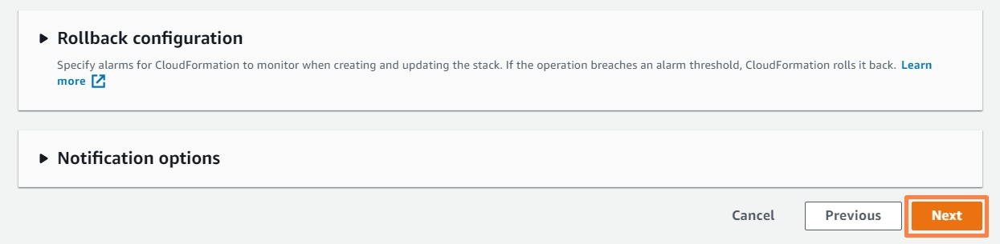 Rollback configuration
Specify alarms for CloudFormation to monitor when creating and updating the stack. If the operation breaches an alarm threshold, CloudFormation rolls it back. Learn
more
Notification options
Cancel Previous Next